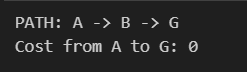 PATH: A -> B -> G
Cost from A to G: 0